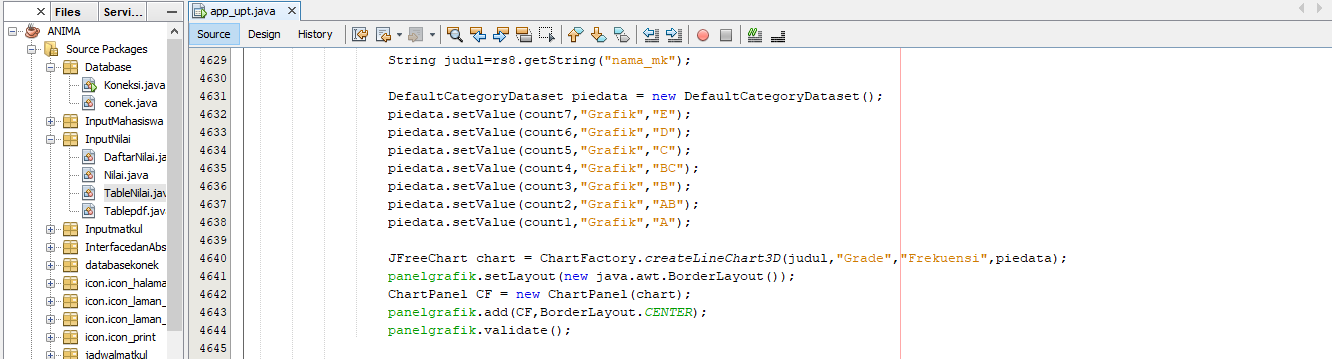 Files
Servi...
app_upt.java
Source Design History
ANIMA
Source Packages
Database
Koneksi.java
conek.java
InputMahasiswa
InputNilai
DaftarNilai.ja
Nilai.java
TableNilai.jav
Tablepdf.java
Inputmatkul
InterfacedanAbs
databasekonek
icon.icon_halama
icon.icon_laman_
icon.icon_laman_
icon.icon_print
jadwalmatkul
4629 String judul=rs8.getString("nama_mk");
4630
4631 DefaultCategoryDataset piedata = new DefaultCategoryDataset();
4632 piedata.setValue(count7,"Grafik","E");
4633 piedata.setValue(count6,"Grafik","D");
4634 piedata.setValue(count5,"Grafik","C");
4635 piedata.setValue(count4,"Grafik","BC");
4636 piedata.setValue(count3,"Grafik","B");
4637 piedata.setValue(count2,"Grafik","AB");
4638 piedata.setValue(count1,"Grafik","A");
4639
4640 JFreeChart chart = ChartFactory.createLineChart3D(judul,"Grade","Frekuensi",piedata);
4641 panelgrafik.setLayout(new java.awt.BorderLayout());
4642 ChartPanel CF = new ChartPanel(chart);
4643 panelgrafik.add(CF,BorderLayout.CENTER);
4644 panelgrafik.validate();
4645